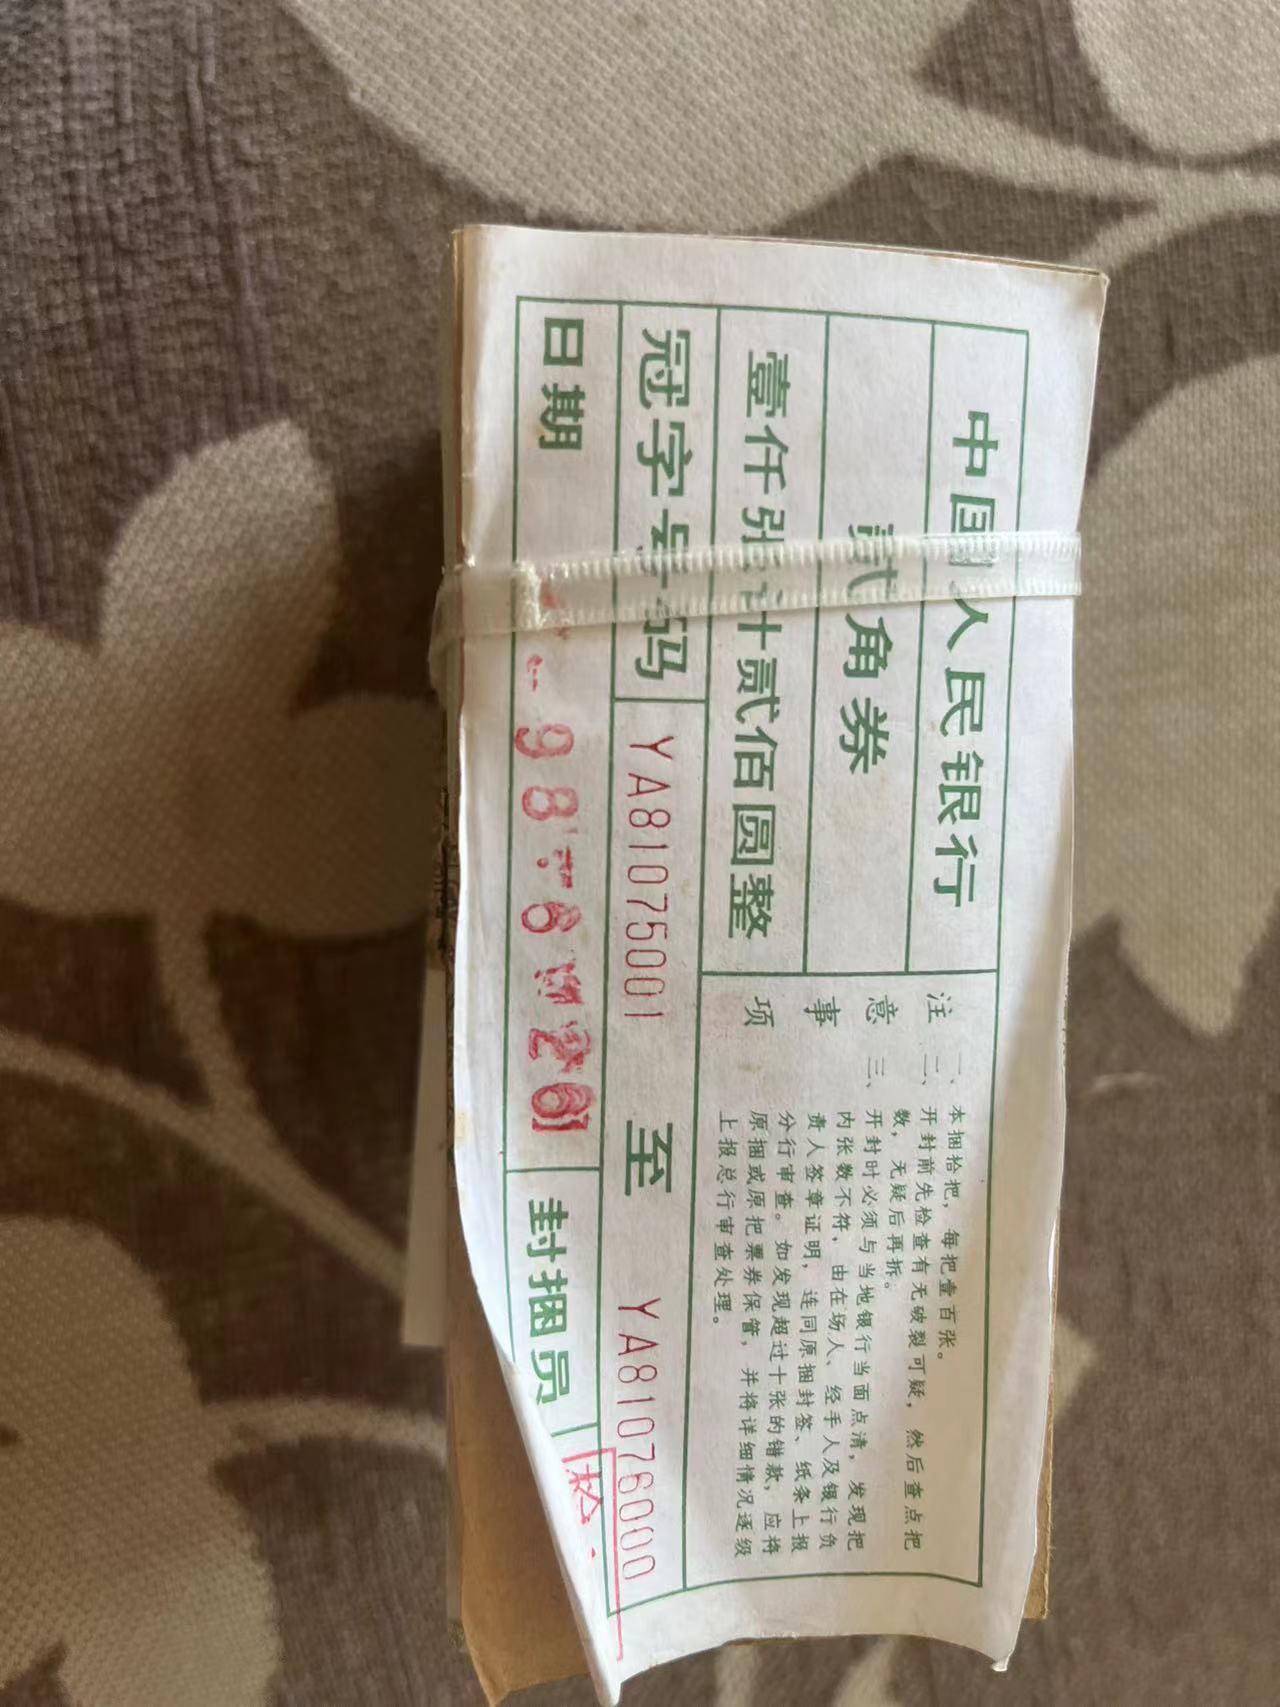 中国人民银行
贰角券
壹仟张计贰佰圆整
冠字号码 YA81075001 至 YA81076000
日期 98.6 26
封捆员
注意事项
一、本捆拾把，每把壹百张。
二、开封前先检查有无破裂可疑，然后查点把
数，无疑后再拆。
三、开封时必须与当地银行当面点清，发现把
内张数不符，由在场人、经手人及银行负
责人签章证明，连同原捆封签、纸条上报
分行审查。如发现超过十张的错款，应将
原捆或原把票券保管，并将详细情况逐级
上报总行审查处理。